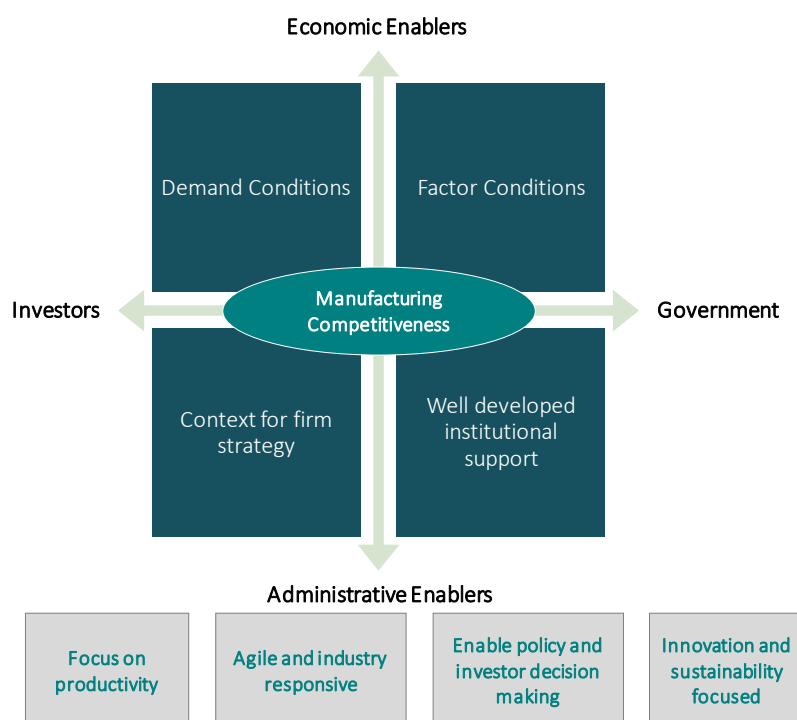 Economic Enablers
Demand Conditions
Factor Conditions
Manufacturing
Competitiveness
Investors
Government
Context for firm
strategy
Well developed
institutional
support
Administrative Enablers
Focus on
productivity
Agile and industry
responsive
Enable policy and
investor decision
making
Innovation and
sustainability
focused